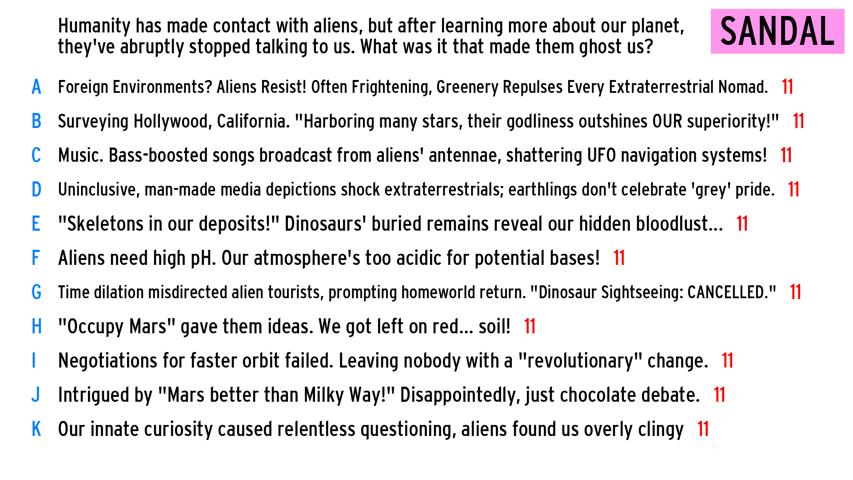 Humanity has made contact with aliens, but after learning more about our planet,
they've abruptly stopped talking to us. What was it that made them ghost us?
SANDAL
A Foreign Environments? Aliens Resist! Often Frightening, Greenery Repulses Every Extraterrestrial Nomad. 11
B Surveying Hollywood, California. "Harboring many stars, their godliness outshines OUR superiority!" 11
C Music. Bass-boosted songs broadcast from aliens' antennae, shattering UFO navigation systems! 11
D Uninclusive, man-made media depictions shock extraterrestrials; earthlings don't celebrate 'grey' pride. 11
E "Skeletons in our deposits!" Dinosaurs' buried remains reveal our hidden bloodlust... 11
F Aliens need high pH. Our atmosphere's too acidic for potential bases! 11
G Time dilation misdirected alien tourists, prompting homeworld return. "Dinosaur Sightseeing: CANCELLED." 11
H "Occupy Mars" gave them ideas. We got left on red... soil! 11
I Negotiations for faster orbit failed. Leaving nobody with a "revolutionary" change. 11
J Intrigued by "Mars better than Milky Way!" Disappointedly, just chocolate debate. 11
K Our innate curiosity caused relentless questioning, aliens found us overly clingy 11